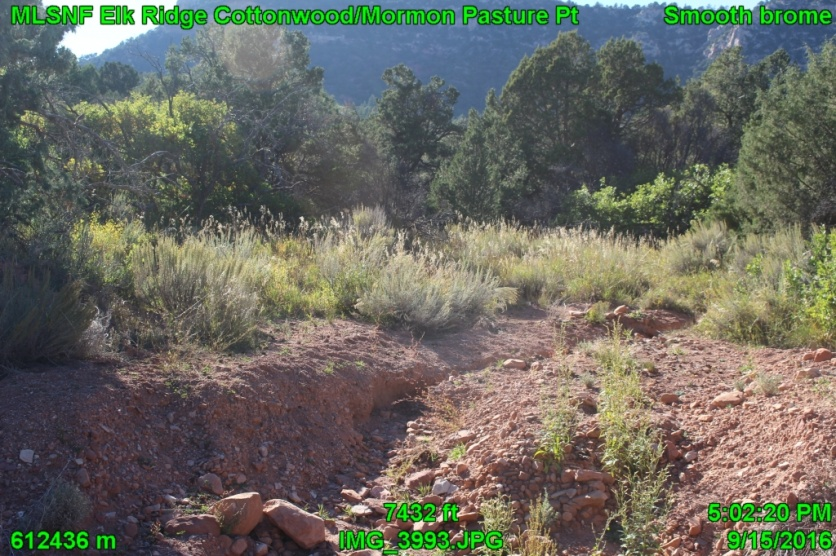 MLSNF Elk Ridge Cottonwood/Mormon Pasture Pt Smooth brome
7432 ft 5:02:20 PM
612436 m IMG_3993.JPG 9/15/2016